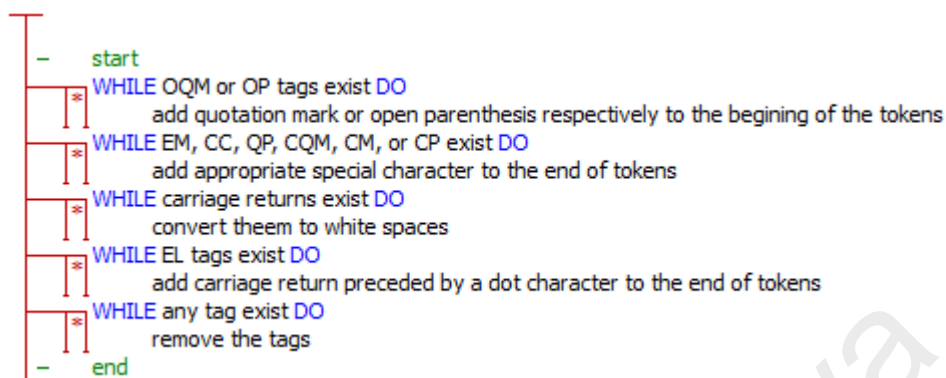 – start
WHILE OQM or OP tags exist DO
add quotation mark or open parenthesis respectively to the begining of the tokens
WHILE EM, CC, QP, CQM, CM, or CP exist DO
add appropriate special character to the end of tokens
WHILE carriage returns exist DO
convert theem to white spaces
WHILE EL tags exist DO
add carriage return preceded by a dot character to the end of tokens
WHILE any tag exist DO
remove the tags
– end